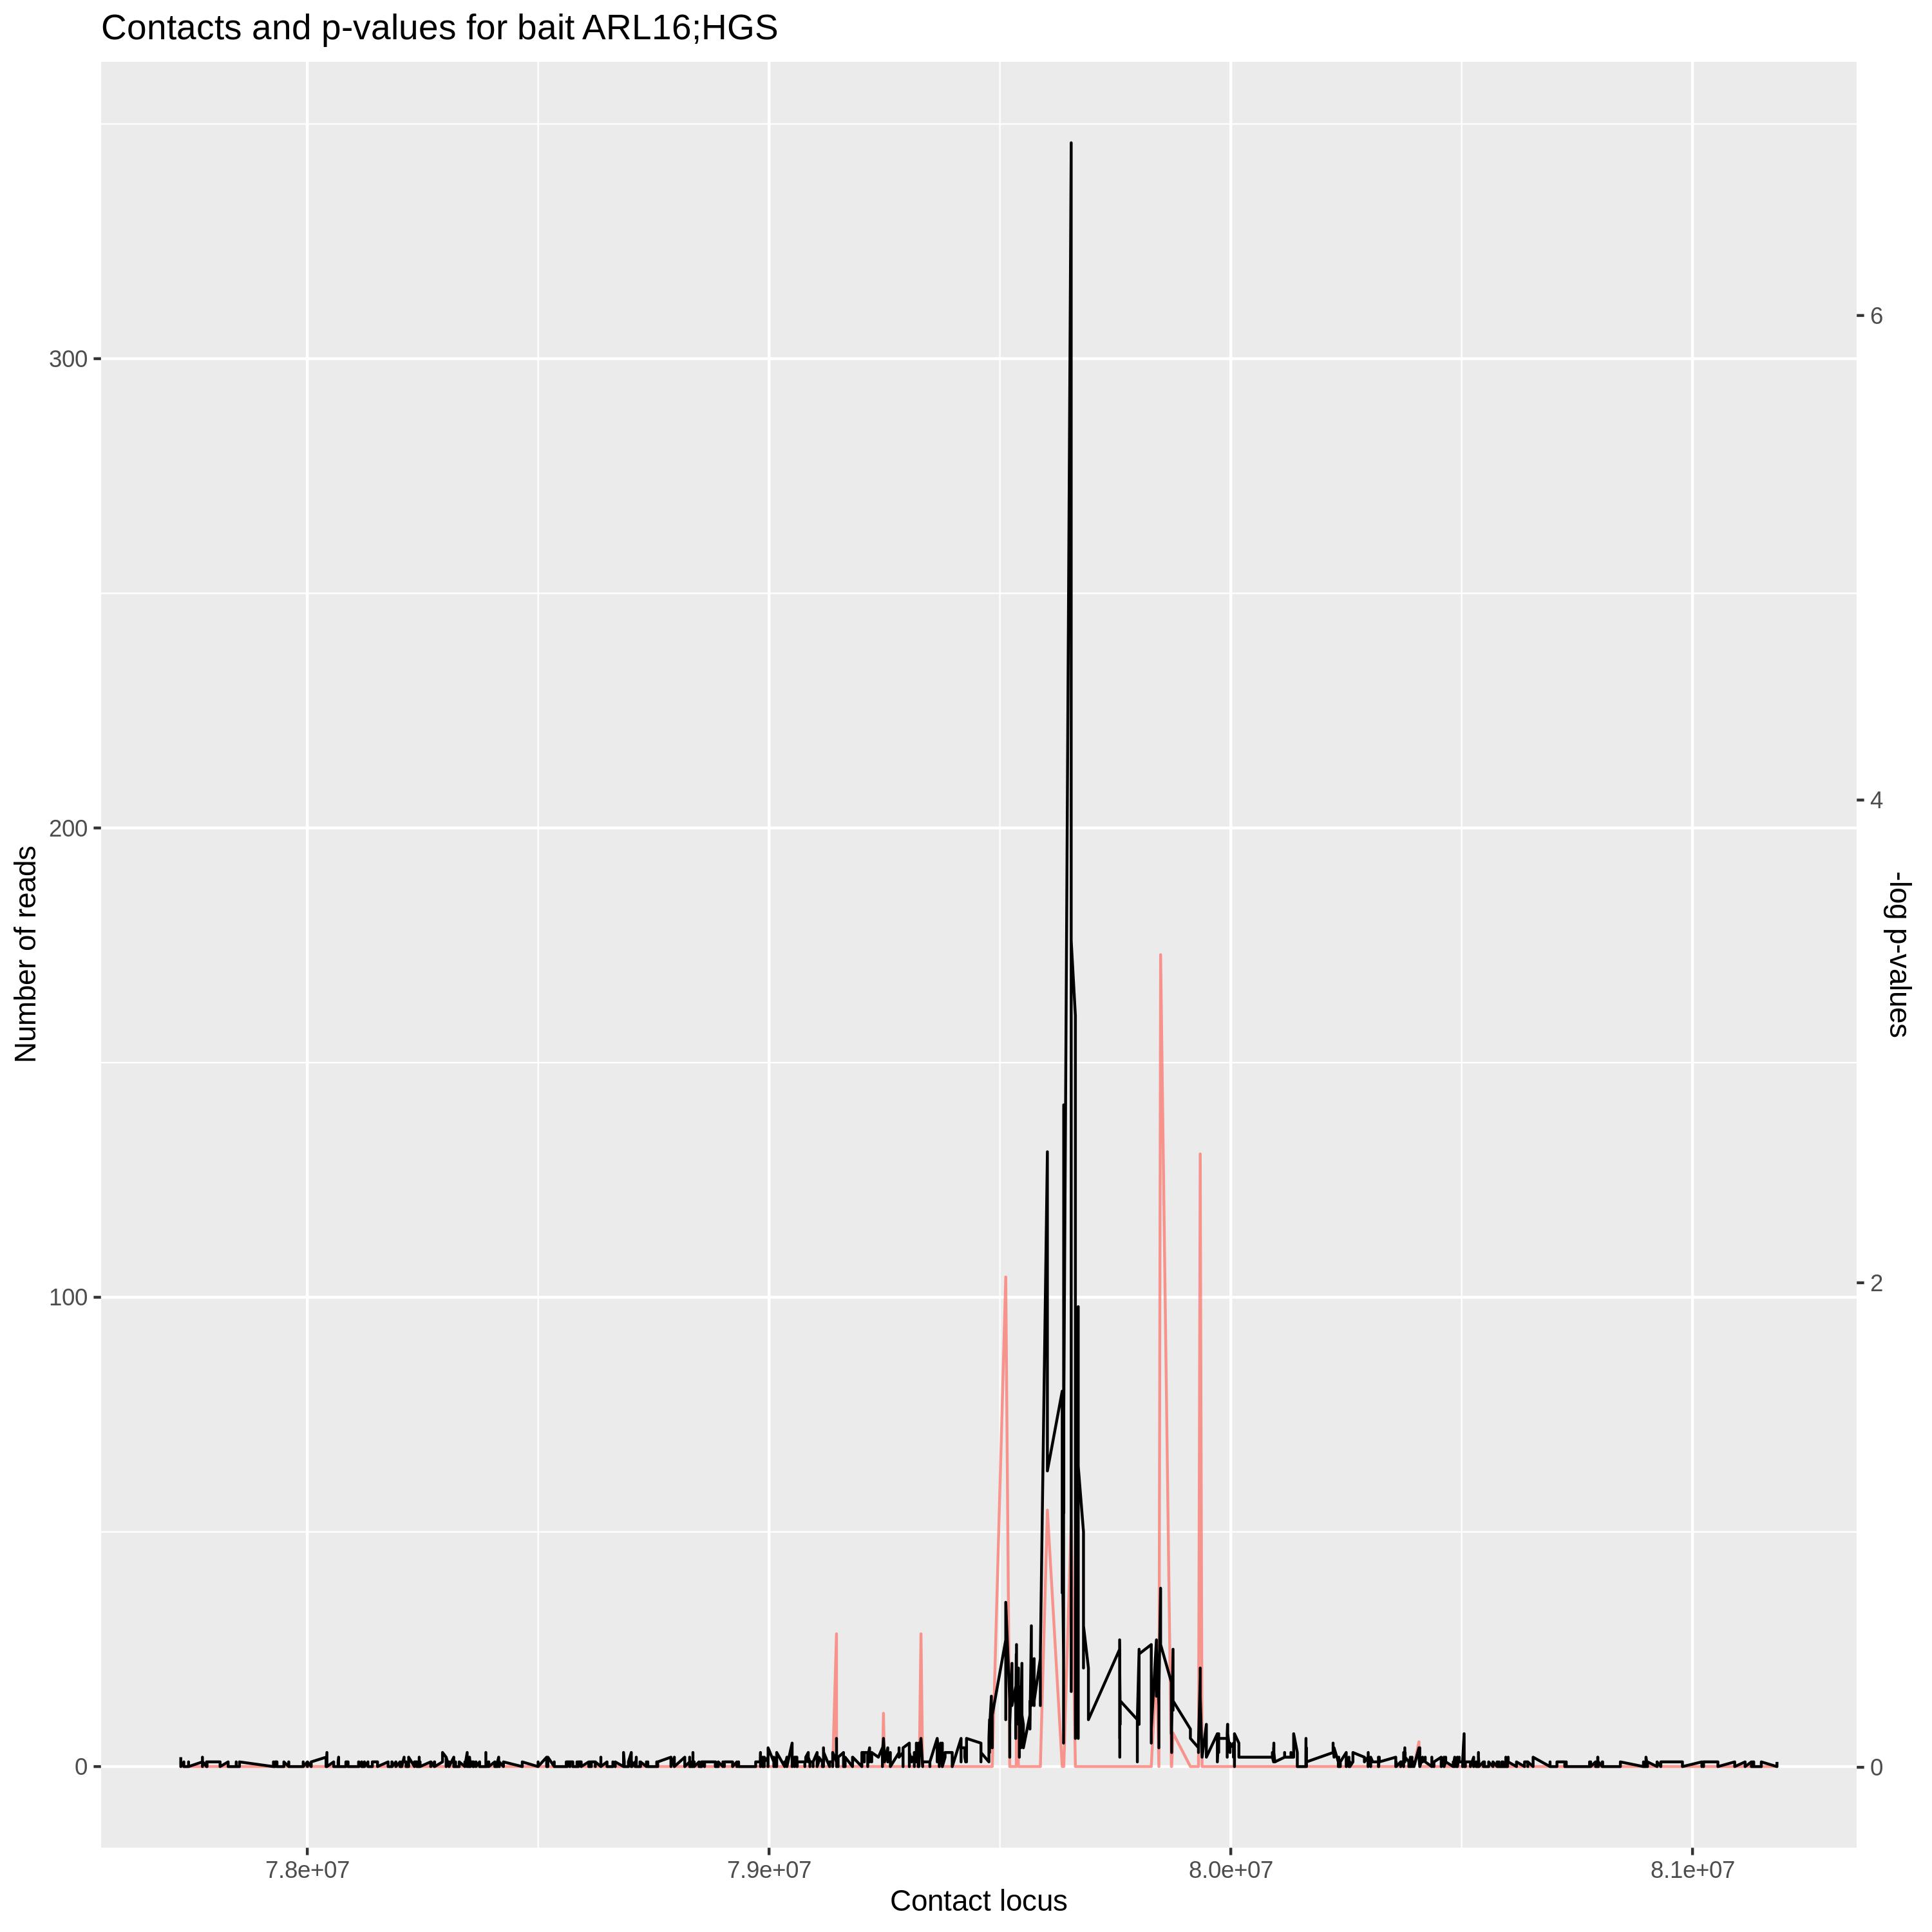 Contacts and p-values for bait ARL16;HGS
Number of reads
300
200
100
0
6
4
2
0
-log p-values
7.8e+07 7.9e+07 8.0e+07 8.1e+07
Contact locus